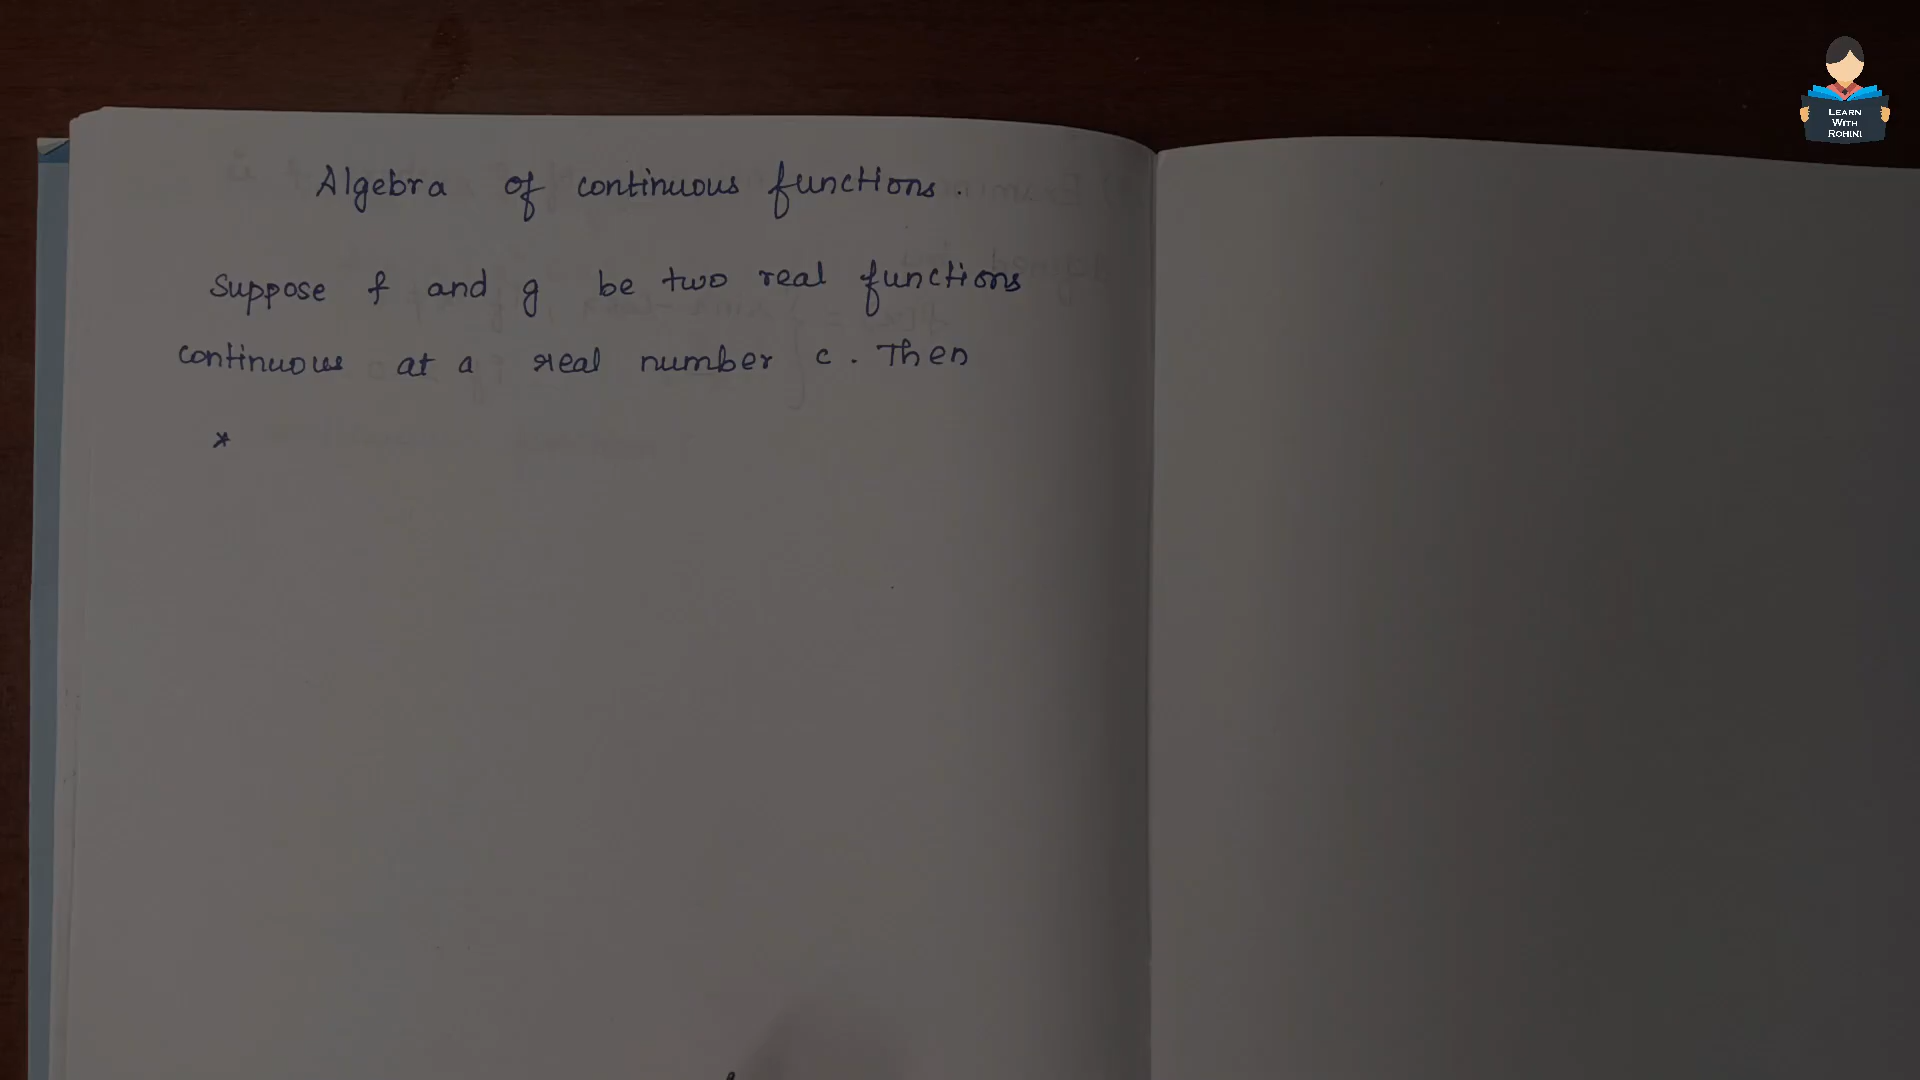 Algebra of continuous functions.
Suppose f and g be two real functions
continuous at a real number c. Then
*
LEARN
WITH
ROHINI